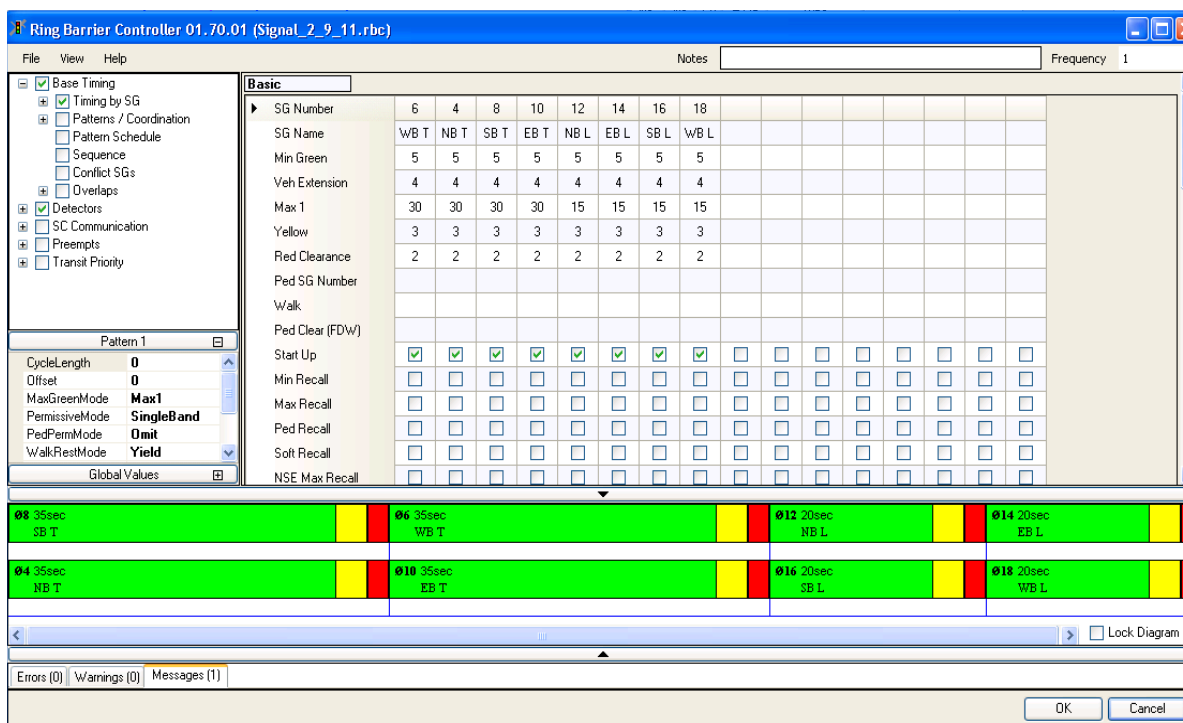 Ring Barrier Controller 01.70.01 (Signal_2_9_11.rbc)
File View Help Notes Frequency 1
Base Timing
Timing by SG
Patterns / Coordination
Pattern Schedule
Sequence
Conflict SGs
Overlaps
Detectors
SC Communication
Preempts
Transit Priority
Pattern 1
CycleLength 0
Offset 0
MaxGreenMode Max1
PermissiveMode SingleBand
PedPermMode Omit
WalkRestMode Yield
Global Values
Basic
SG Number 6 4 8 10 12 14 16 18
SG Name WB T NB T SB T EB T NB L EB L SB L WB L
Min Green 5 5 5 5 5 5 5 5
Veh Extension 4 4 4 4 4 4 4 4
Max 1 30 30 30 30 15 15 15 15
Yellow 3 3 3 3 3 3 3 3
Red Clearance 2 2 2 2 2 2 2 2
Ped SG Number
Walk
Ped Clear (FDW)
Start Up
Min Recall
Max Recall
Ped Recall
Soft Recall
NSE Max Recall
Ø8 35sec Ø6 35sec Ø12 20sec Ø14 20sec
SB T WB T NB L EB L
Ø4 35sec Ø10 35sec Ø16 20sec Ø18 20sec
NB T EB T SB L WB L
Lock Diagram
Errors (0) Warnings (0) Messages (1)
OK Cancel